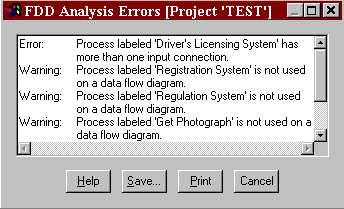 FDD Analysis Errors [Project 'TEST']
Error: Process labeled 'Driver's Licensing System' has
more than one input connection.
Warning: Process labeled 'Registration System' is not used
on a data flow diagram.
Warning: Process labeled 'Regulation System' is not used
on a data flow diagram.
Warning: Process labeled 'Get Photograph' is not used on a
data flow diagram.
Help Save... Print Cancel